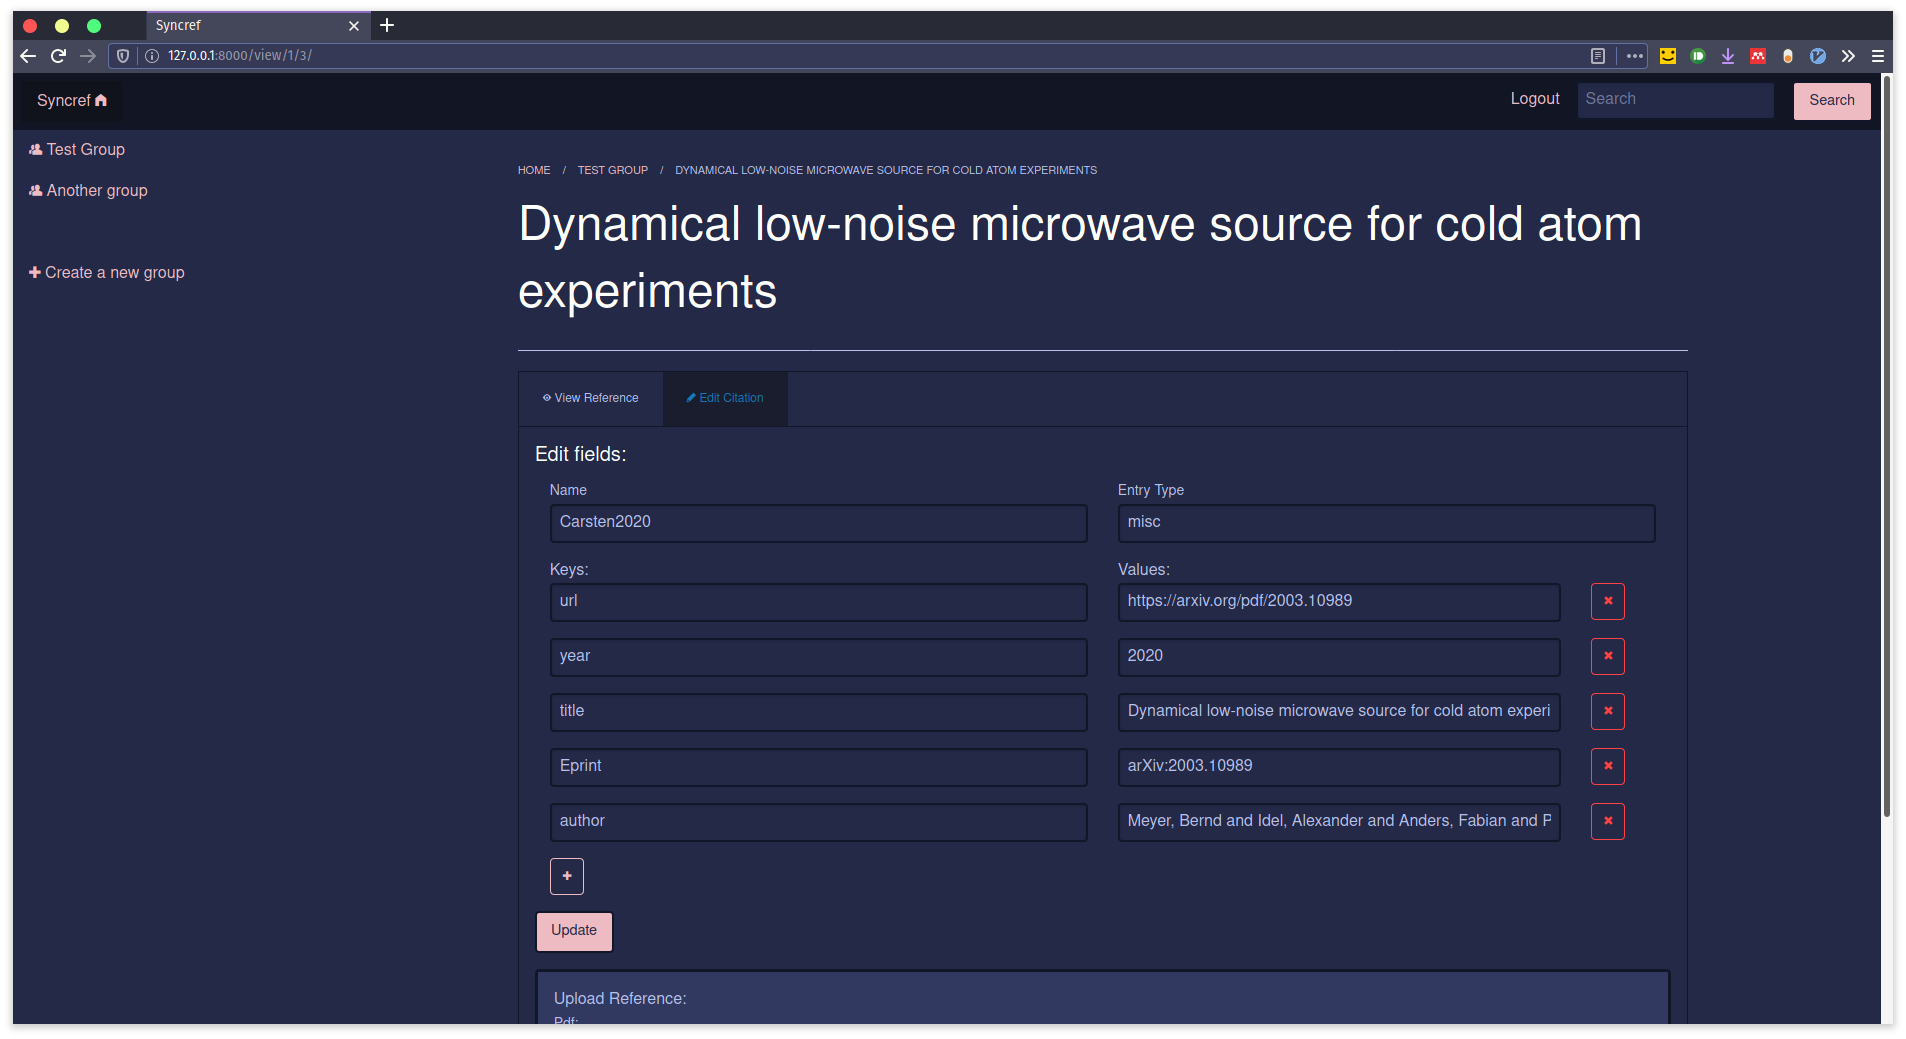 Syncref
127.0.0.1:8000/view/1/3/
Syncref
Logout
Search
Search
Test Group
Another group
Create a new group
HOME / TEST GROUP / DYNAMICAL LOW-NOISE MICROWAVE SOURCE FOR COLD ATOM EXPERIMENTS
Dynamical low-noise microwave source for cold atom
experiments
View Reference
Edit Citation
Edit fields:
Name
Entry Type
Carsten2020
misc
Keys:
Values:
url
https://arxiv.org/pdf/2003.10989
year
2020
title
Dynamical low-noise microwave source for cold atom experi
Eprint
arXiv:2003.10989
author
Meyer, Bernd and Idel, Alexander and Anders, Fabian and P
Update
Upload Reference:
Pdf: